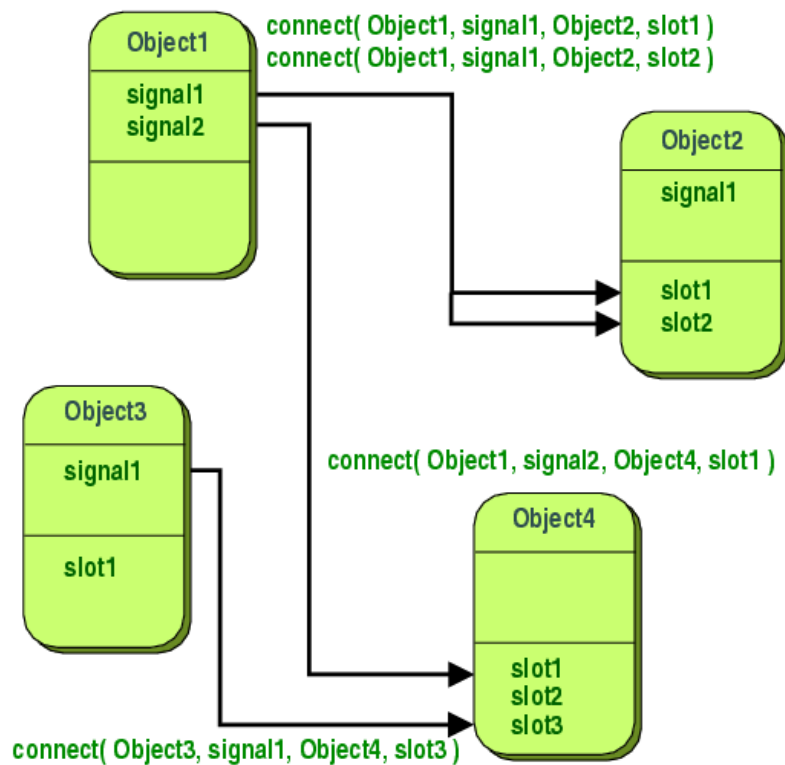 Object1
signal1
signal2
connect( Object1, signal1, Object2, slot1 )
connect( Object1, signal1, Object2, slot2 )
Object2
signal1
slot1
slot2
Object3
signal1
slot1
connect( Object1, signal2, Object4, slot1 )
Object4
slot1
slot2
slot3
connect( Object3, signal1, Object4, slot3 )